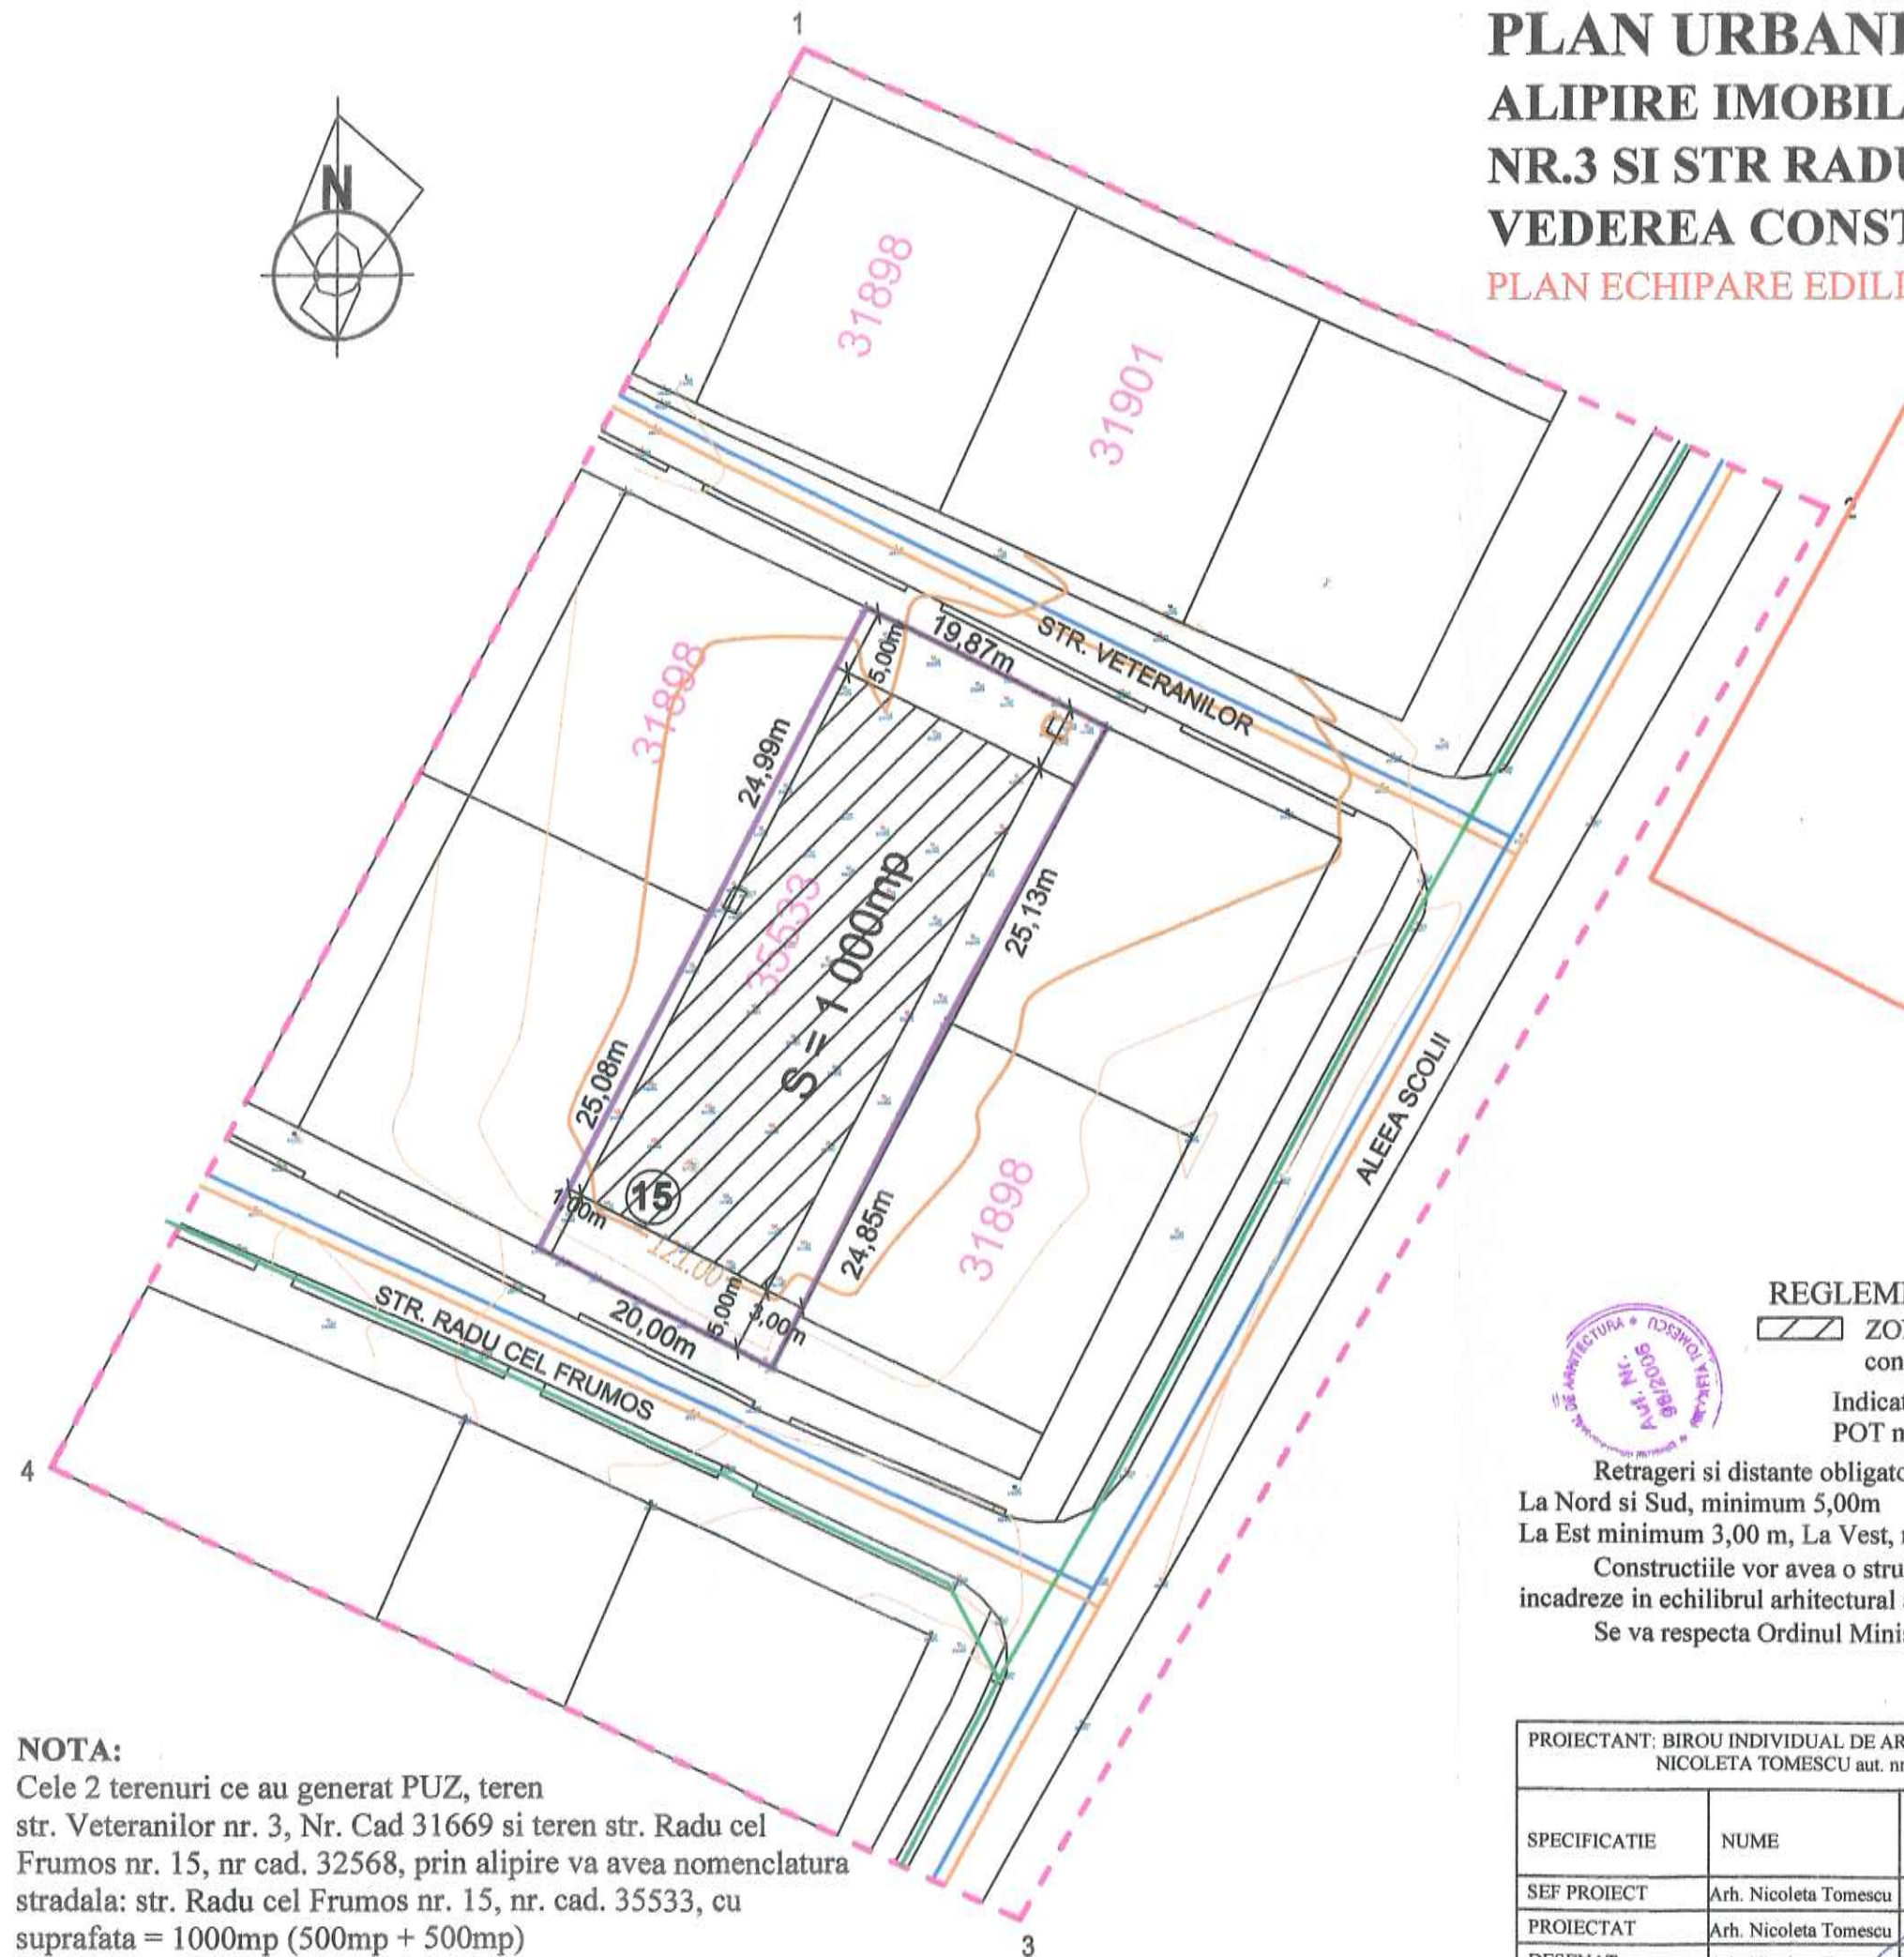 PLAN URBANI
ALIPIRE IMOBIL
NR.3 SI STR RADU
VEDEREA CONST
PLAN ECHIPARE EDILI
1
N
31898
31901
2
5,00m
19,87m
STR. VETERANILOR
31898
24,99m
35533
S = 1 000mp
25,13m
25,08m
ALEEA SCOLII
1,00m
15
24,85m
31898
121.00
5,00m
3,00m
20,00m
STR. RADU CEL FRUMOS
4
3
REGLEM
ZO
con
Indica
POT
Aut. Nr.
98/2006
Retrageri si distante obligato
La Nord si Sud, minimum 5,00m
La Est minimum 3,00 m, La Vest,
Constructiile vor avea o stru
incadreze in echilibrul arhitectural
Se va respecta Ordinul Mini
NOTA:
Cele 2 terenuri ce au generat PUZ, teren
str. Veteranilor nr. 3, Nr. Cad 31669 si teren str. Radu cel
Frumos nr. 15, nr cad. 32568, prin alipire va avea nomenclatura
stradala: str. Radu cel Frumos nr. 15, nr. cad. 35533, cu
suprafata = 1000mp (500mp + 500mp)
PROIECTANT: BIROU INDIVIDUAL DE AR
NICOLETA TOMESCU aut. nr
SPECIFICATIE NUME
SEF PROIECT Arh. Nicoleta Tomescu
PROIECTAT Arh. Nicoleta Tomescu